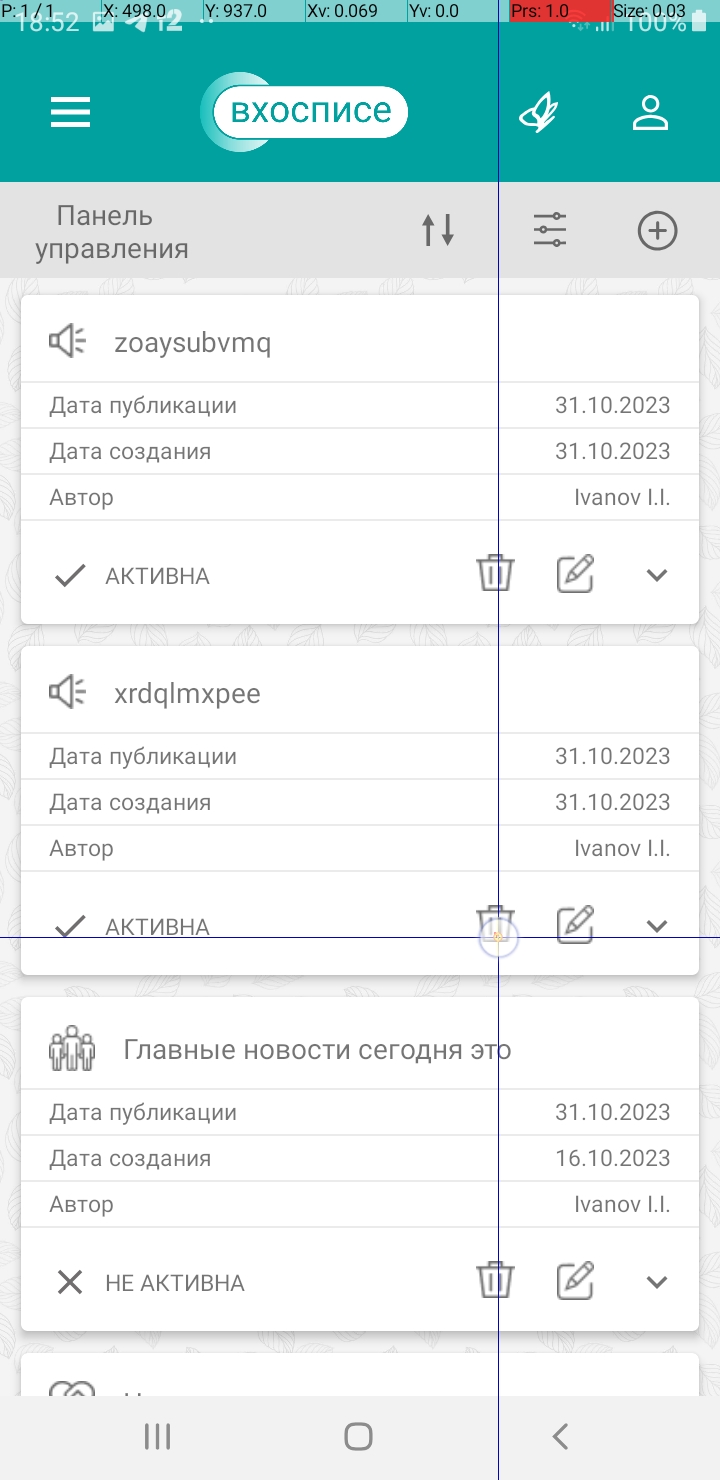 P: 1 / 1 X: 498.0 Y: 937.0 Xv: 0.069 Yv: 0.0 Prs: 1.0 Size: 0.03
18:52 100%
вхосписе
Панель
управления
zoaysubvmq
Дата публикации 31.10.2023
Дата создания 31.10.2023
Автор Ivanov I.I.
АКТИВНА
xrdqlmxpee
Дата публикации 31.10.2023
Дата создания 31.10.2023
Автор Ivanov I.I.
АКТИВНА
Главные новости сегодня это
Дата публикации 31.10.2023
Дата создания 16.10.2023
Автор Ivanov I.I.
НЕ АКТИВНА